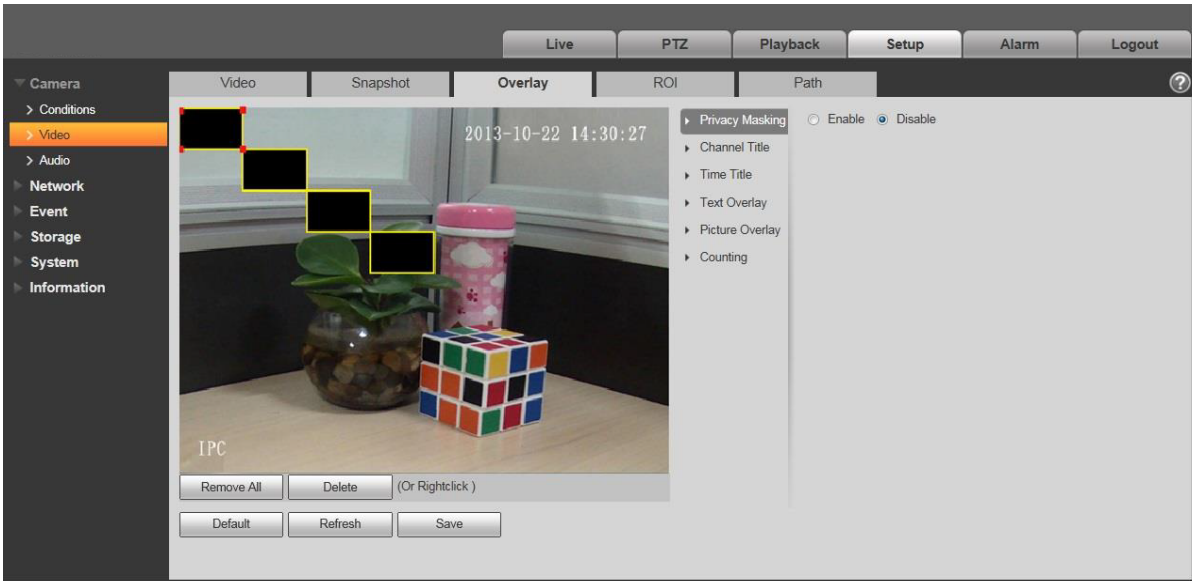 Live PTZ Playback Setup Alarm Logout
Camera
Conditions
Video
Audio
Network
Event
Storage
System
Information
Video Snapshot Overlay ROI Path ?
2013-10-22 14:30:27
IPC
Privacy Masking Enable Disable
Channel Title
Time Title
Text Overlay
Picture Overlay
Counting
Remove All Delete (Or Rightclick )
Default Refresh Save